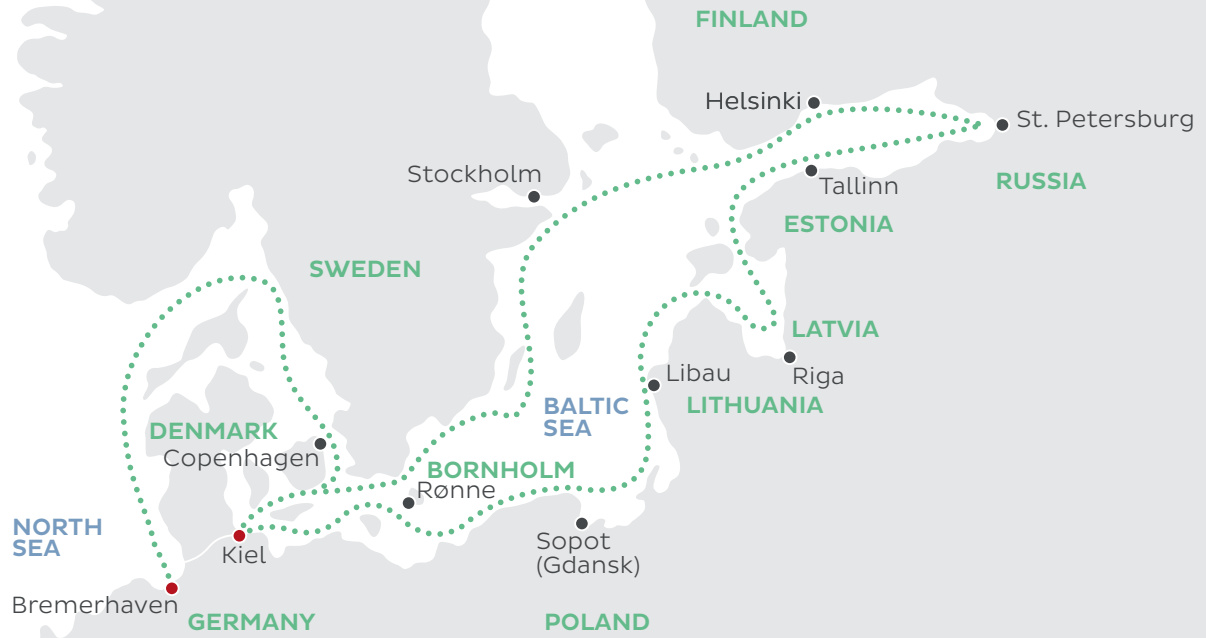 FINLAND
Helsinki
St. Petersburg
Stockholm
Tallinn
RUSSIA
ESTONIA
SWEDEN
LATVIA
Libau
Riga
BALTIC
SEA
LITHUANIA
DENMARK
Copenhagen
BORNHOLM
Rønne
NORTH
SEA
Kiel
Sopot
(Gdansk)
Bremerhaven
GERMANY
POLAND